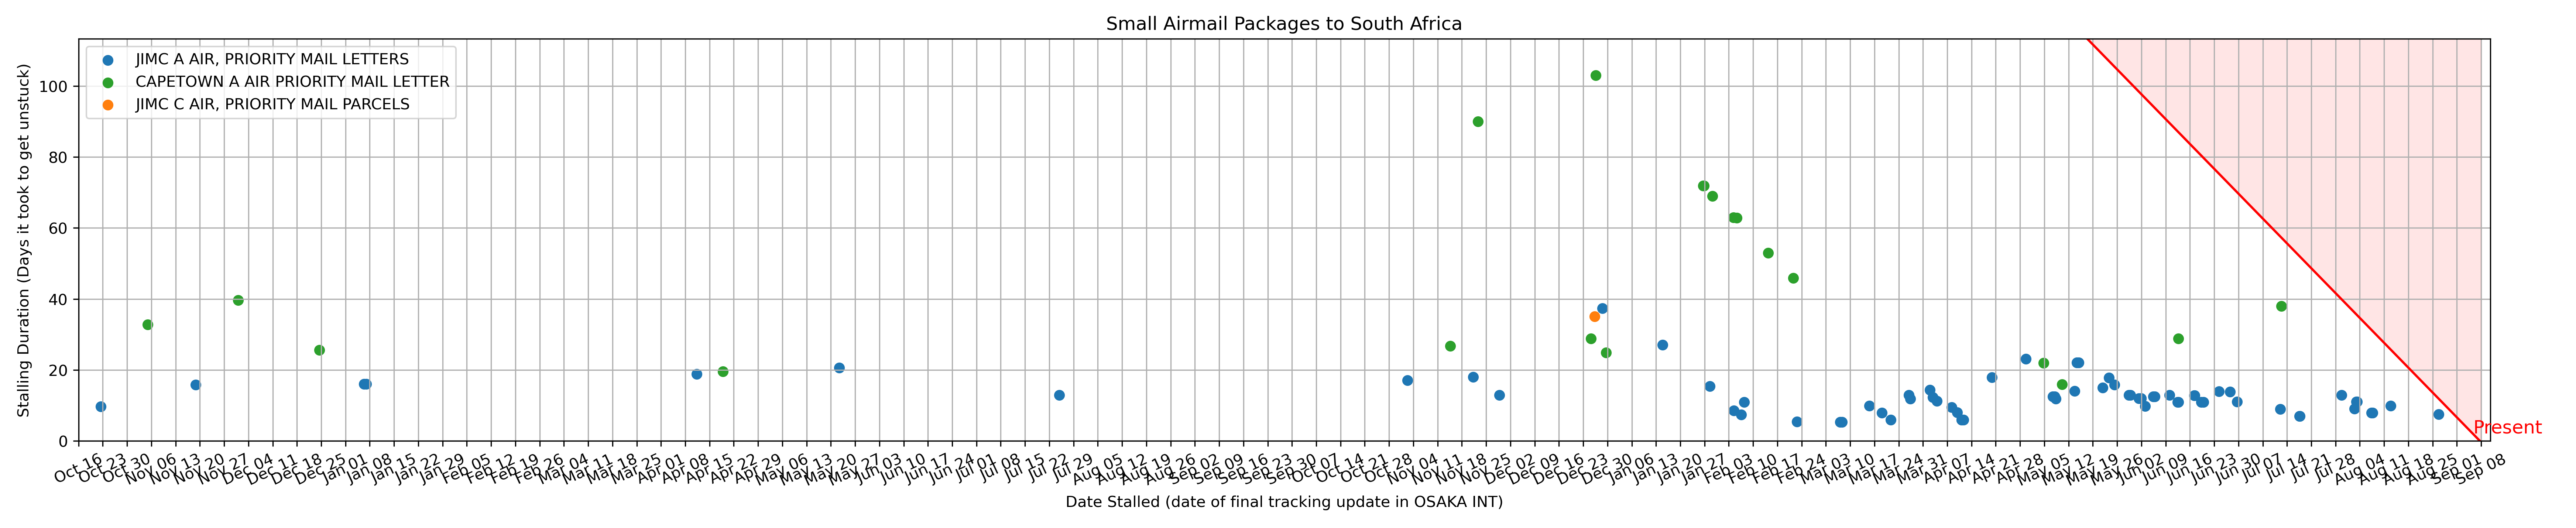 Small Airmail Packages to South Africa
JIMC A AIR, PRIORITY MAIL LETTERS
CAPETOWN A AIR PRIORITY MAIL LETTER
JIMC C AIR, PRIORITY MAIL PARCELS
Stalling Duration (Days it took to get unstuck)
100
80
60
40
20
0
Present
Oct 16 Oct 23 Oct 30 Nov 06 Nov 13 Nov 20 Nov 27 Dec 04 Dec 11 Dec 18 Dec 25 Jan 01 Jan 08 Jan 15 Jan 22 Jan 29 Feb 05 Feb 12 Feb 19 Feb 26 Mar 04 Mar 11 Mar 18 Mar 25 Apr 01 Apr 08 Apr 15 Apr 22 Apr 29 May 06 May 13 May 20 May 27 Jun 03 Jun 10 Jun 17 Jun 24 Jul 01 Jul 08 Jul 15 Jul 22 Jul 29 Aug 05 Aug 12 Aug 19 Aug 26 Sep 02 Sep 09 Sep 16 Sep 23 Sep 30 Oct 07 Oct 14 Oct 21 Oct 28 Nov 04 Nov 11 Nov 18 Nov 25 Dec 02 Dec 09 Dec 16 Dec 23 Dec 30 Jan 06 Jan 13 Jan 20 Jan 27 Feb 03 Feb 10 Feb 17 Feb 24 Mar 03 Mar 10 Mar 17 Mar 24 Mar 31 Apr 07 Apr 14 Apr 21 Apr 28 May 05 May 12 May 19 May 26 Jun 02 Jun 09 Jun 16 Jun 23 Jun 30 Jul 07 Jul 14 Jul 21 Jul 28 Aug 04 Aug 11 Aug 18 Aug 25 Sep 01 Sep 08
Date Stalled (date of final tracking update in OSAKA INT)